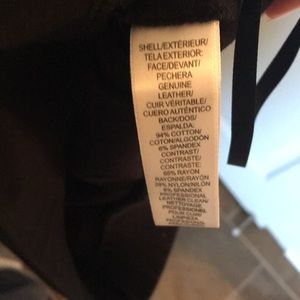 SHELL/EXTÉRIEUR/
TELA EXTERIOR:
FACE/DEVANT/
PECHERA
GENUINE
LEATHER/
CUIR VÉRITABLE/
CUERO AUTÉNTICO
BACK/DOS/
ESPALDA:
94% COTTON/
COTON/ALGODÓN
6% SPANDEX
CONTRAST/
CONTRASTE/
CONTRASTE:
65% RAYON
RAYONNE/RAYÓN
29% NYLON/NILÓN
6% SPANDEX
PROFESSIONAL
LEATHER CLEAN/
NETTOYAGE
PROFESSIONNEL
POUR CUIR/
LIMPIEZA
PROFESIONAL